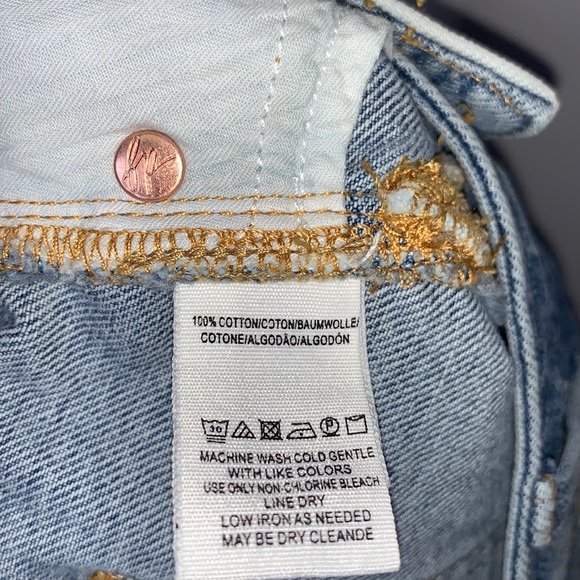 100% COTTON/COTON/BAUMWOLLE/
COTONE/ALGODÃO/ALGODÓN
30 P
MACHINE WASH COLD GENTLE
WITH LIKE COLORS
USE ONLY NON-CHLORINE BLEACH
LINE DRY
LOW IRON AS NEEDED
MAY BE DRY CLEANDE